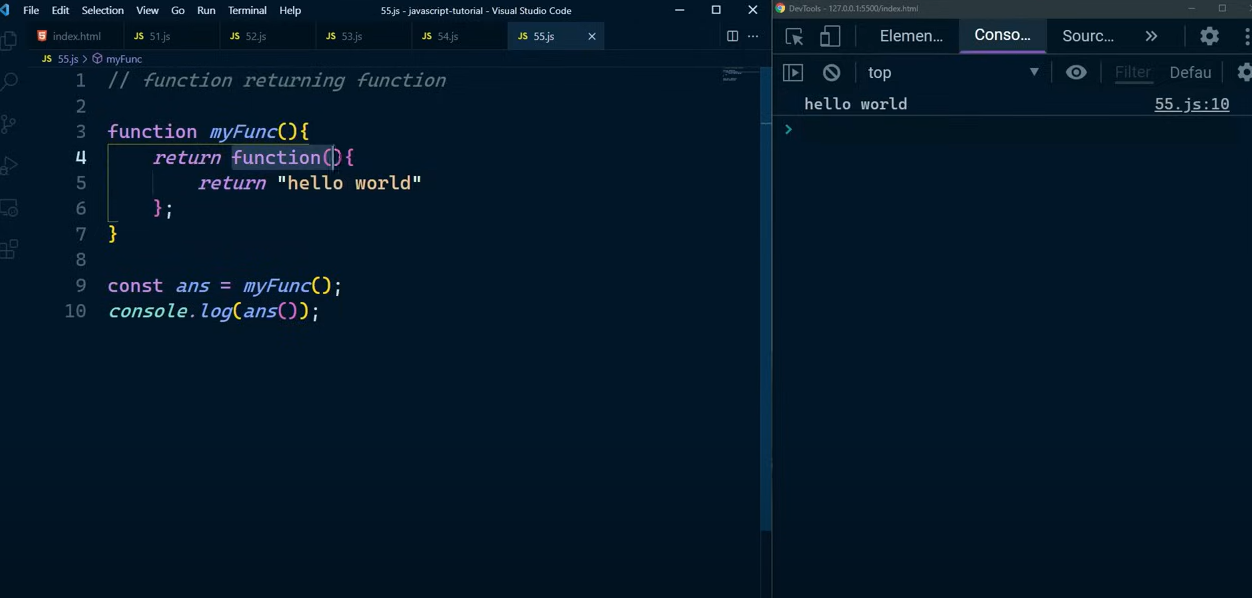 File Edit Selection View Go Run Terminal Help 55.js - javascript-tutorial - Visual Studio Code
index.html JS 51.js JS 52.js JS 53.js JS 54.js JS 55.js
JS 55.js > myFunc
1 // function returning function
2
3 function myFunc(){
4 return function(){
5 return "hello world"
6 };
7 }
8
9 const ans = myFunc();
10 console.log(ans());
DevTools - 127.0.0.1:5500/index.html
Elemen... Conso... Sourc...
top Filter Defau
hello world 55.js:10